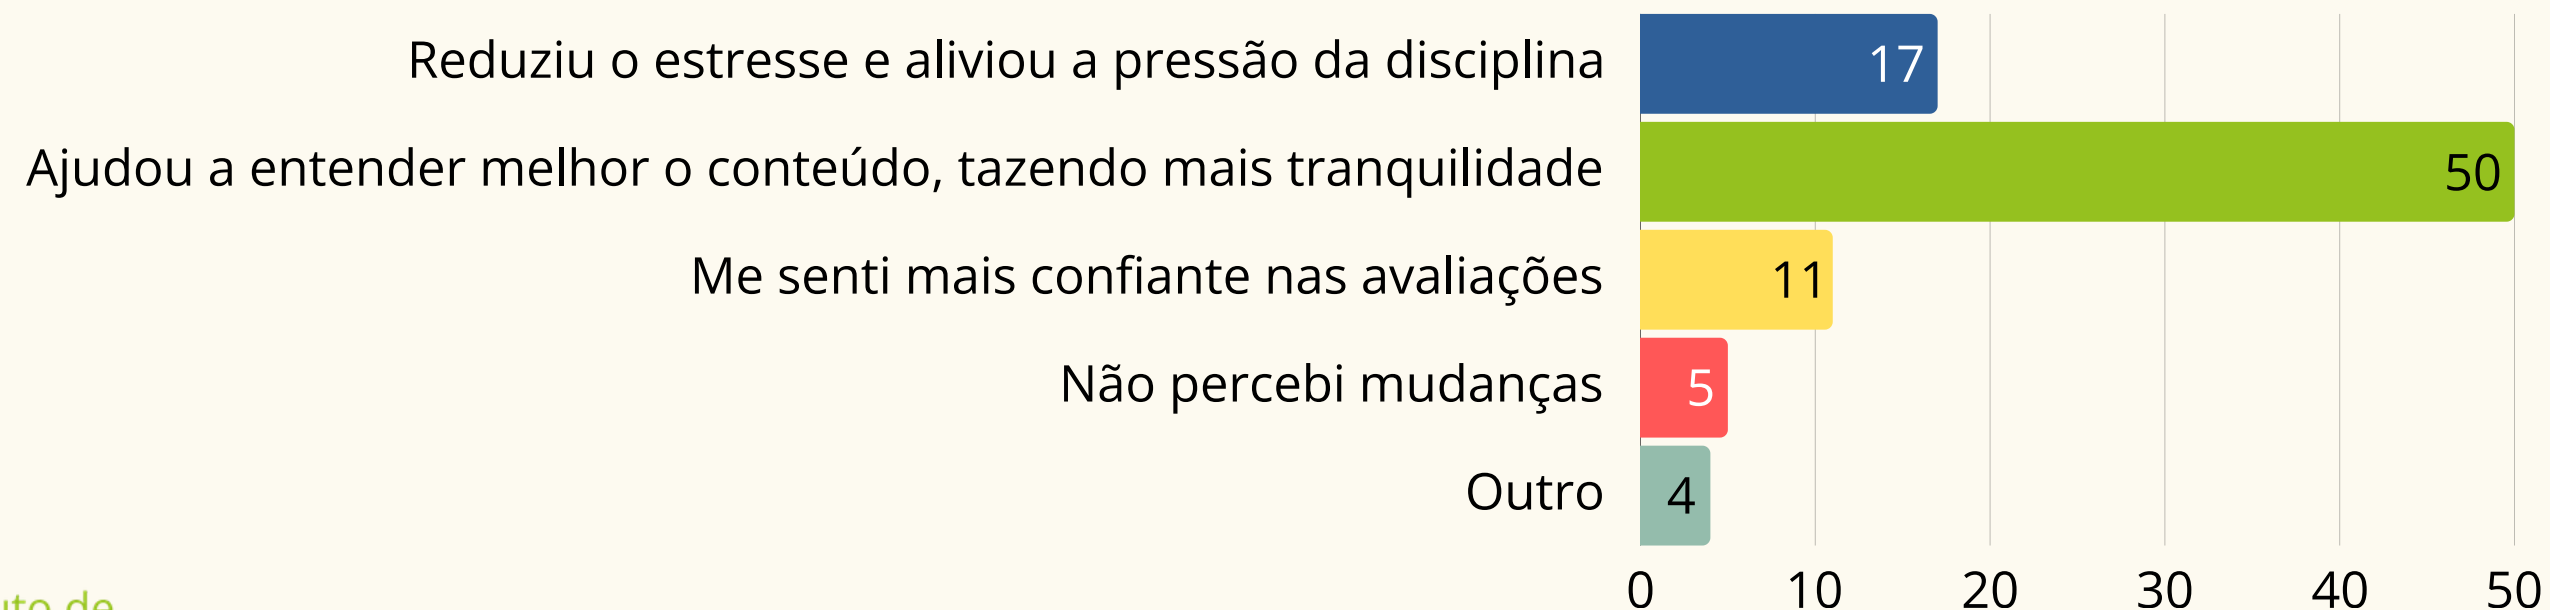 Reduziu o estresse e aliviou a pressão da disciplina 17
Ajudou a entender melhor o conteúdo, tazendo mais tranquilidade 50
Me senti mais confiante nas avaliações 11
Não percebi mudanças 5
Outro 4
0 10 20 30 40 50
de